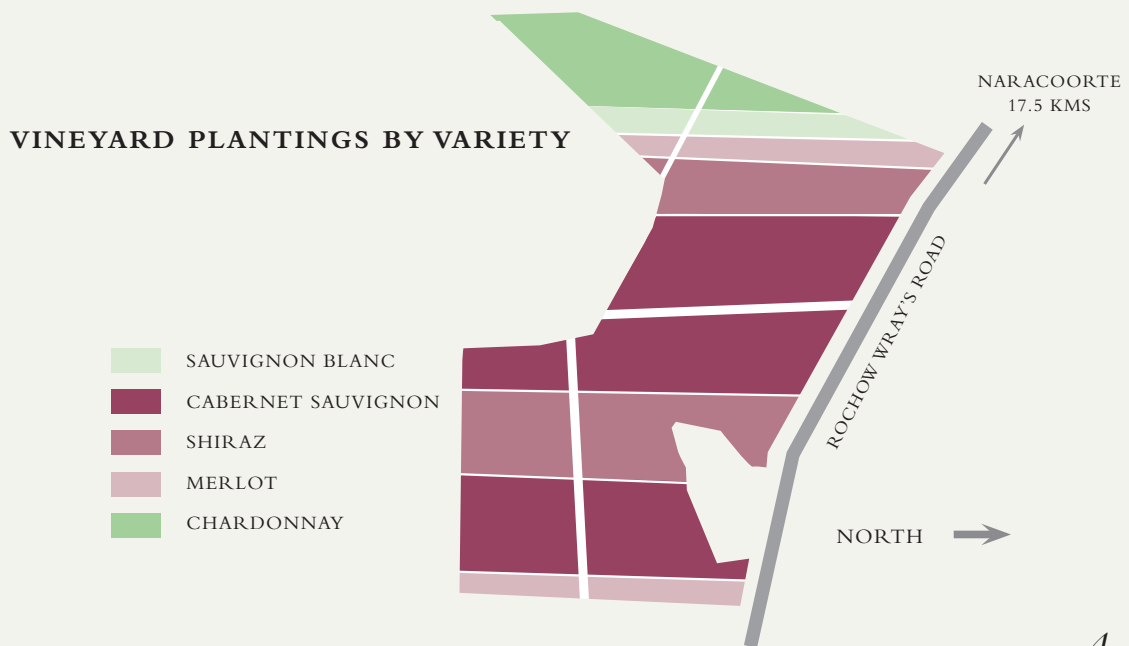 NARACOORTE
17.5 KMS
VINEYARD PLANTINGS BY VARIETY
ROCHOW WRAY'S ROAD
SAUVIGNON BLANC
CABERNET SAUVIGNON
SHIRAZ
MERLOT
CHARDONNAY
NORTH